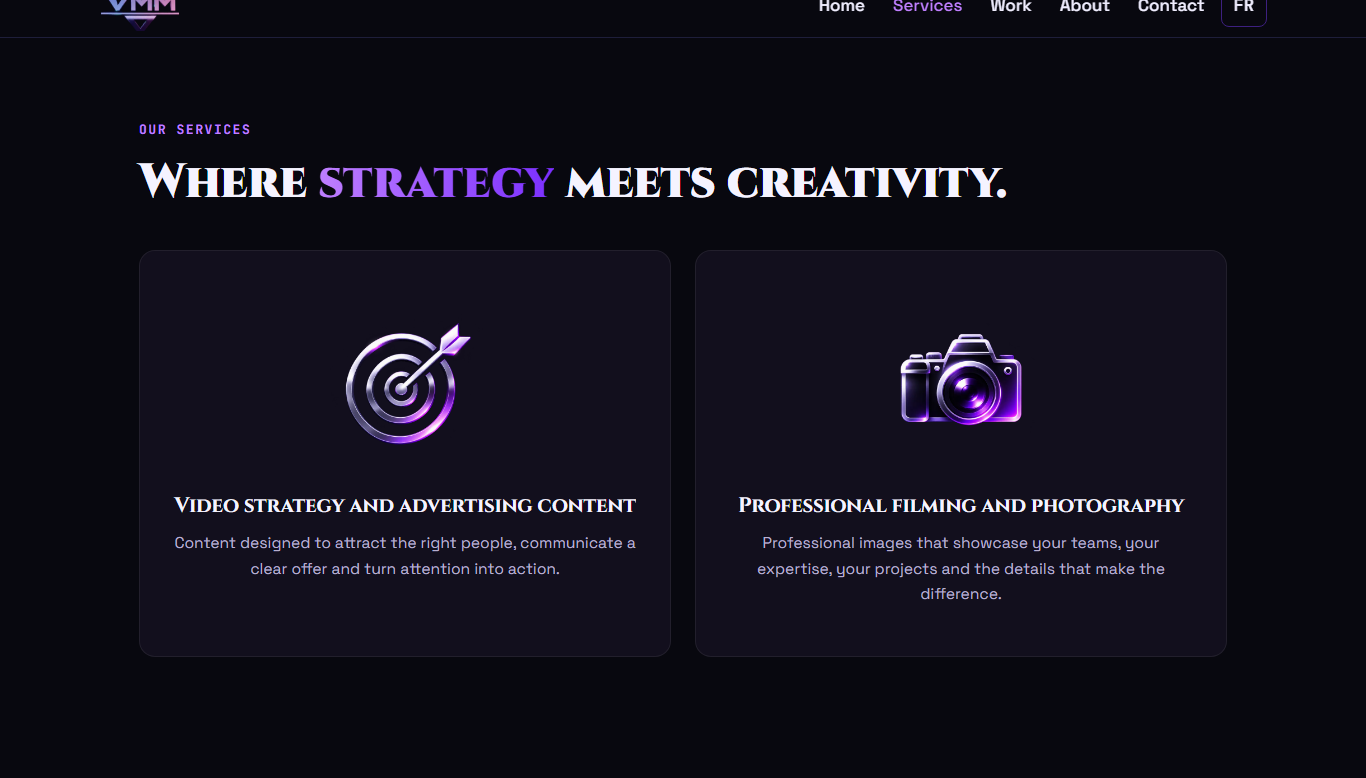 VMM
Home Services Work About Contact FR
OUR SERVICES
Where strategy meets creativity.
Video strategy and advertising content
Content designed to attract the right people, communicate a
clear offer and turn attention into action.
Professional filming and photography
Professional images that showcase your teams, your
expertise, your projects and the details that make the
difference.